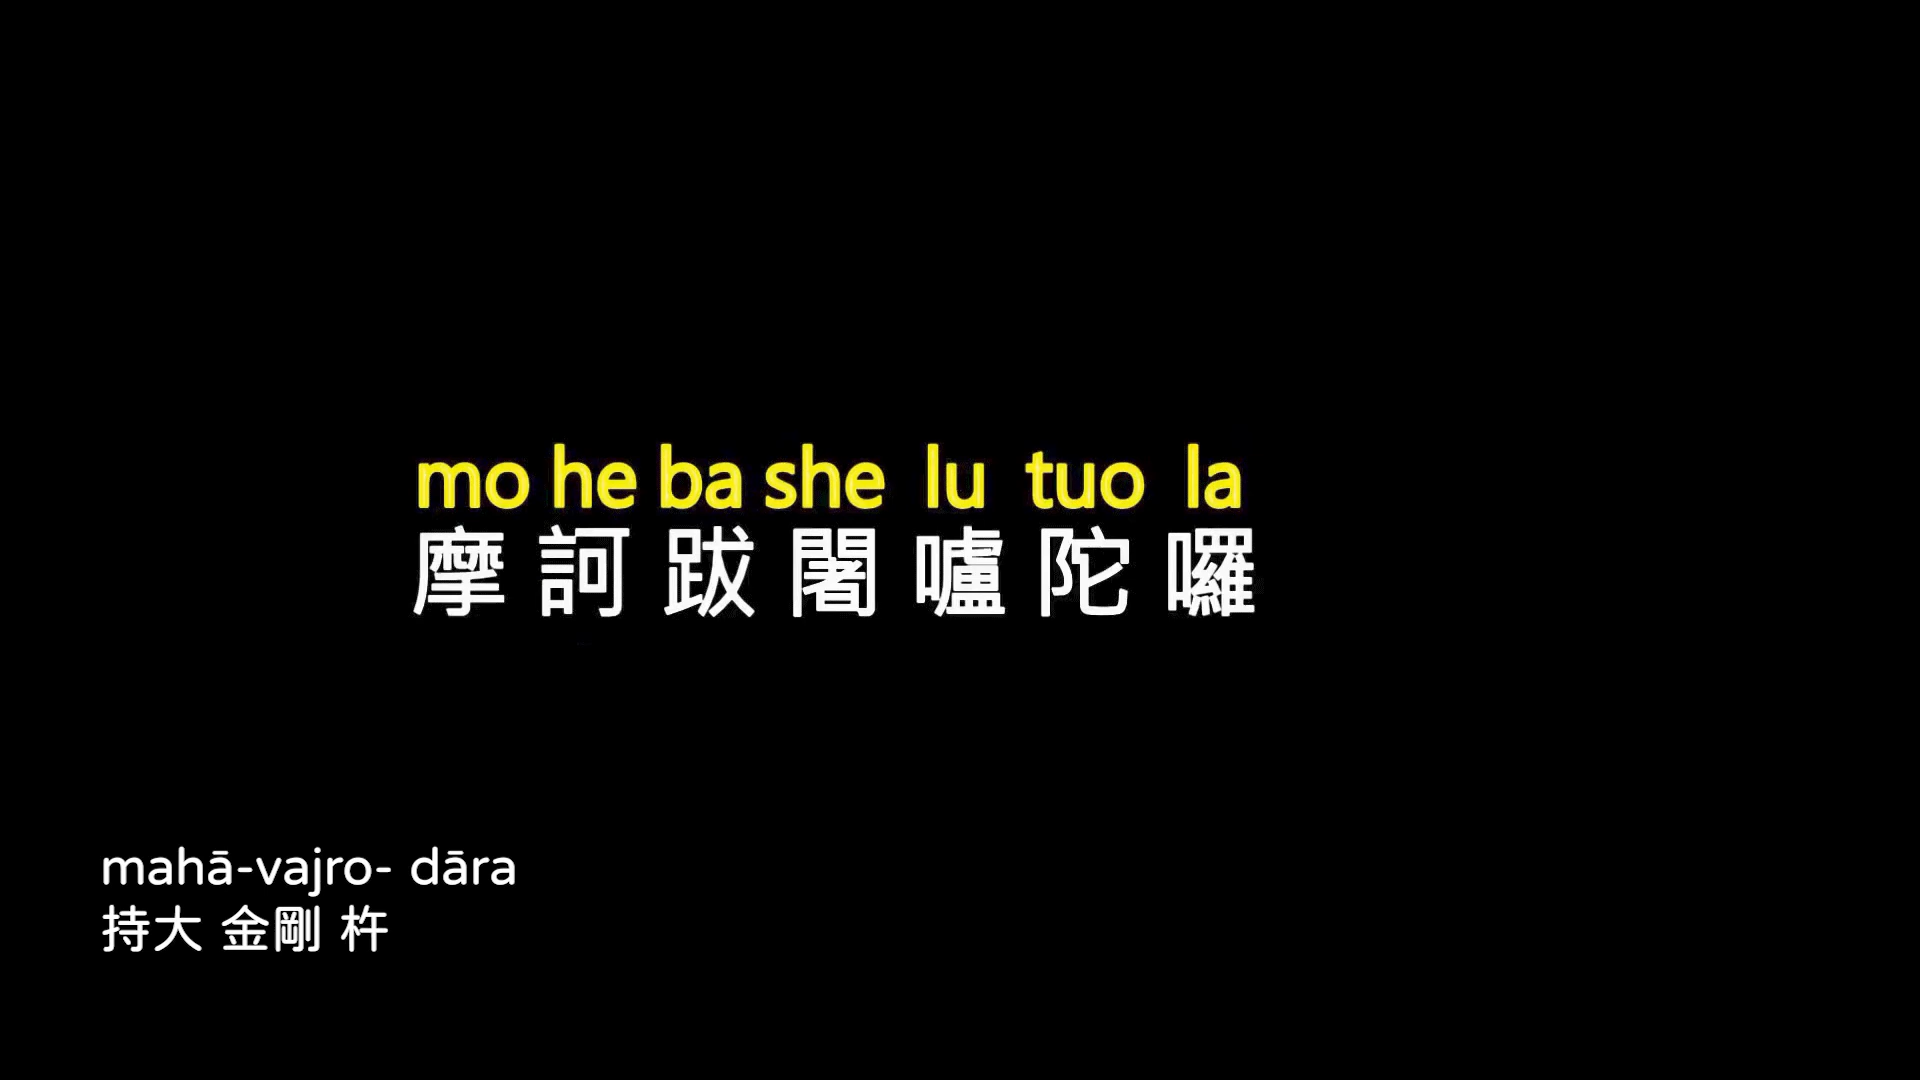 mo he ba she lu tuo la
摩 訶 跋 闍 嚧 陀 囉
mahā-vajro- dāra
持大 金剛 杵